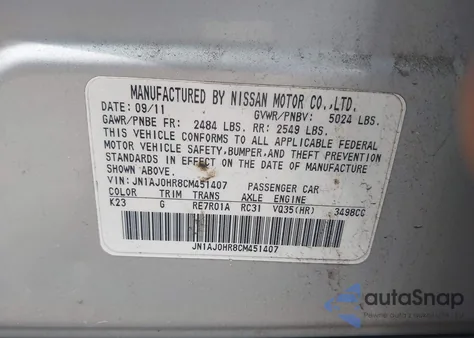 MANUFACTURED BY NISSAN MOTOR CO.,LTD.
DATE: 09/11 GVWR/PNBV: 5024 LBS.
GAWR/PNBE FR: 2484 LBS. RR: 2549 LBS.
THIS VEHICLE CONFORMS TO ALL APPLICABLE FEDERAL
MOTOR VEHICLE SAFETY, BUMPER, AND THEFT PREVENTION
STANDARDS IN EFFECT ON THE DATE OF MANUFACTURE
SHOWN ABOVE.
VIN: JN1AJ0HR8CM451407 PASSENGER CAR
COLOR TRIM TRANS AXLE ENGINE
K23 G RE7R01A RC31 VQ35(HR) 3498CC
JN1AJ0HR8CM451407
autoSnap
POWERED BY